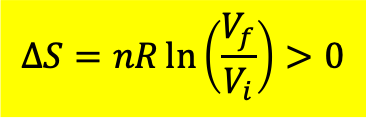 ΔS = nR ln (V_f / V_i) > 0